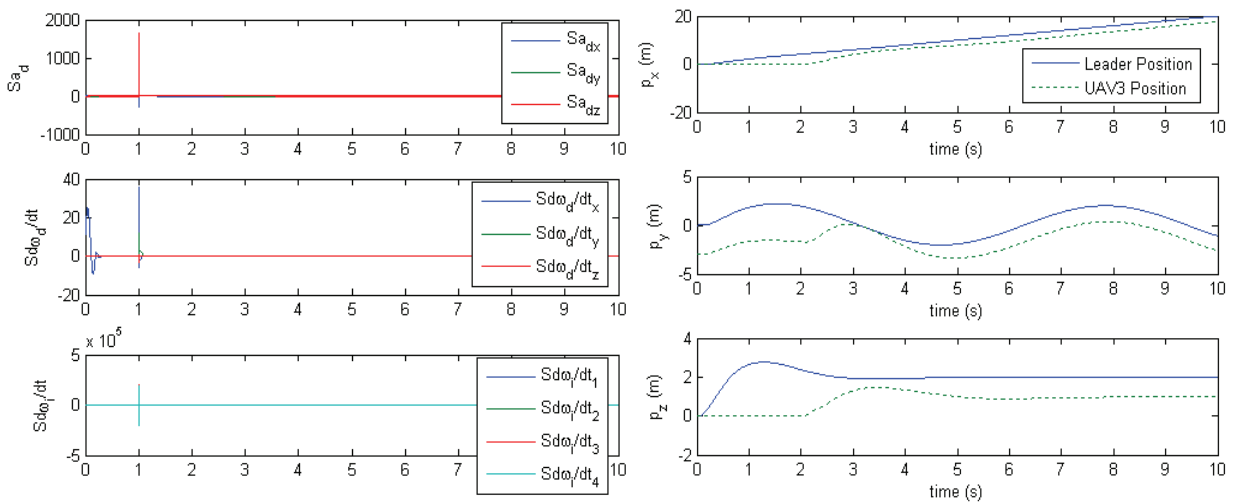 2000
1000
0
-1000
Sa_d
Sa_dx
Sa_dy
Sa_dz
0 1 2 3 4 5 6 7 8 9 10
40
20
0
-20
Sdω_d/dt
Sdω_d/dt_x
Sdω_d/dt_y
Sdω_d/dt_z
0 1 2 3 4 5 6 7 8 9 10
x 10^5
5
0
-5
Sdω_i/dt
Sdω_i/dt_1
Sdω_i/dt_2
Sdω_i/dt_3
Sdω_i/dt_4
0 1 2 3 4 5 6 7 8 9 10
20
0
-20
p_x (m)
Leader Position
UAV3 Position
0 1 2 3 4 5 6 7 8 9 10
time (s)
5
0
-5
p_y (m)
0 1 2 3 4 5 6 7 8 9 10
time (s)
4
2
0
-2
p_z (m)
0 1 2 3 4 5 6 7 8 9 10
time (s)